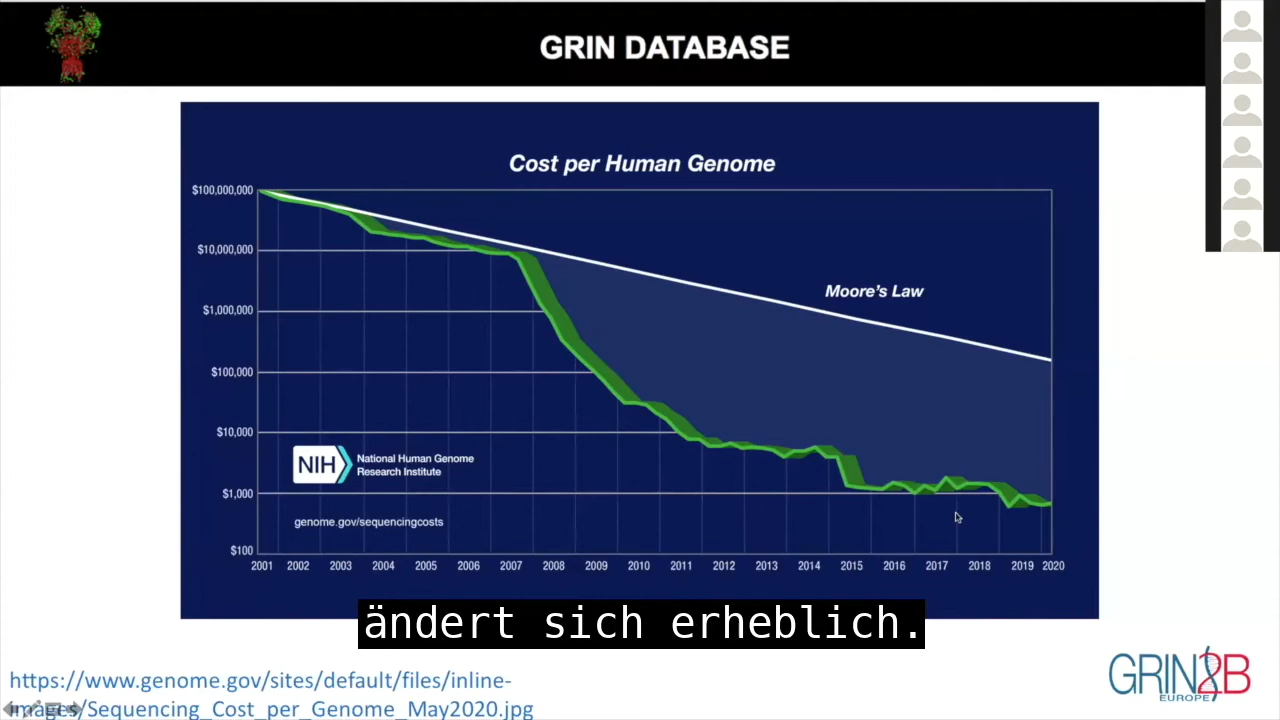 GRIN DATABASE
Cost per Human Genome
$100,000,000
$10,000,000
$1,000,000
$100,000
$10,000
$1,000
$100
Moore's Law
NIH
National Human Genome
Research Institute
genome.gov/sequencingcosts
2001 2002 2003 2004 2005 2006 2007 2008 2009 2010 2011 2012 2013 2014 2015 2016 2017 2018 2019 2020
ändert sich erheblich.
https://www.genome.gov/sites/default/files/inline-
images/Sequencing_Cost_per_Genome_May2020.jpg
GRIN2B
EUROPE